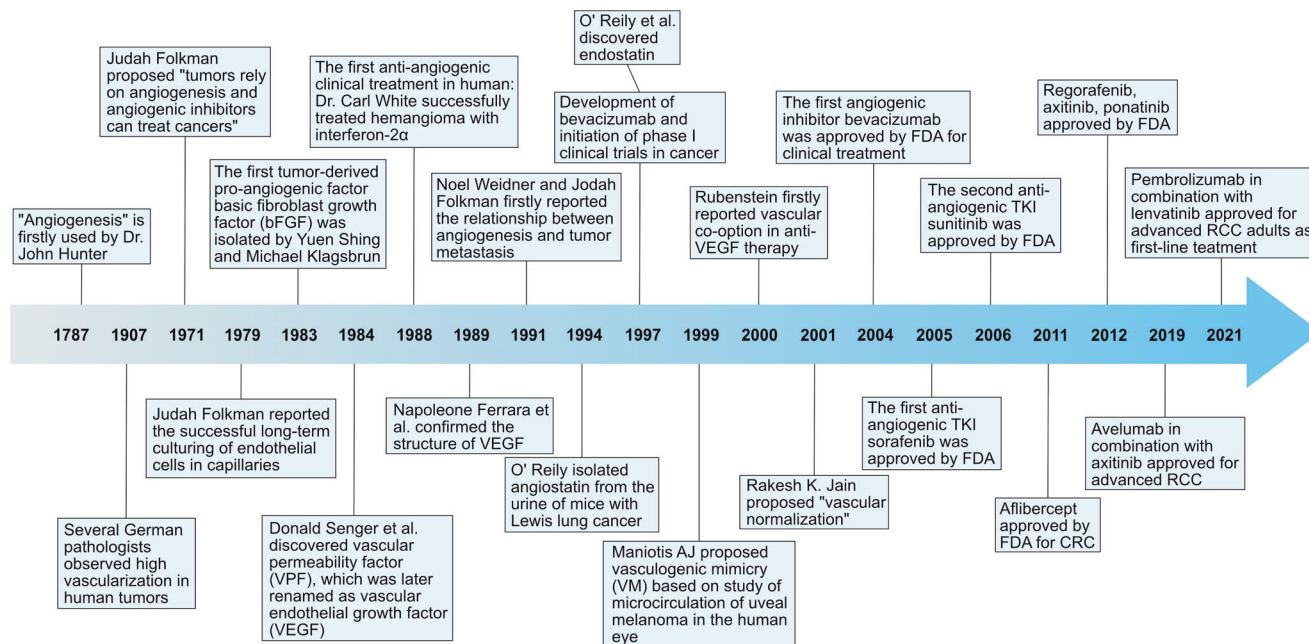 O' Reily et al.
discovered
endostatin
Judah Folkman
proposed "tumors rely
on angiogenesis and
angiogenic inhibitors
can treat cancers"
The first anti-angiogenic
clinical treatment in human:
Dr. Carl White successfully
treated hemangioma with
interferon-2α
Development of
bevacizumab and
initiation of phase I
clinical trials in cancer
The first angiogenic
inhibitor bevacizumab
was approved by FDA for
clinical treatment
Regorafenib,
axitinib, ponatinib
approved by FDA
"Angiogenesis" is
firstly used by Dr.
John Hunter
The first tumor-derived
pro-angiogenic factor
basic fibroblast growth
factor (bFGF) was
isolated by Yuen Shing
and Michael Klagsbrun
Noel Weidner and Jodah
Folkman firstly reported
the relationship between
angiogenesis and tumor
metastasis
Rubenstein firstly
reported vascular
co-option in anti-
VEGF therapy
The second anti-
angiogenic TKI
sunitinib was
approved by FDA
Pembrolizumab in
combination with
lenvatinib approved for
advanced RCC adults as
first-line teatment
1787 1907 1971 1979 1983 1984 1988 1989 1991 1994 1997 1999 2000 2001 2004 2005 2006 2011 2012 2019 2021
Judah Folkman reported
the successful long-term
culturing of endothelial
cells in capillaries
Napoleone Ferrara et
al. confirmed the
structure of VEGF
The first anti-
angiogenic TKI
sorafenib was
approved by FDA
Avelumab in
combination with
axitinib approved for
advanced RCC
Several German
pathologists
observed high
vascularization in
human tumors
Donald Senger et al.
discovered vascular
permeability factor
(VPF), which was later
renamed as vascular
endothelial growth factor
(VEGF)
O' Reily isolated
angiostatin from the
urine of mice with
Lewis lung cancer
Maniotis AJ proposed
vasculogenic mimicry
(VM) based on study of
microcirculation of uveal
melanoma in the human
eye
Rakesh K. Jain
proposed "vascular
normalization"
Aflibercept
approved by
FDA for CRC